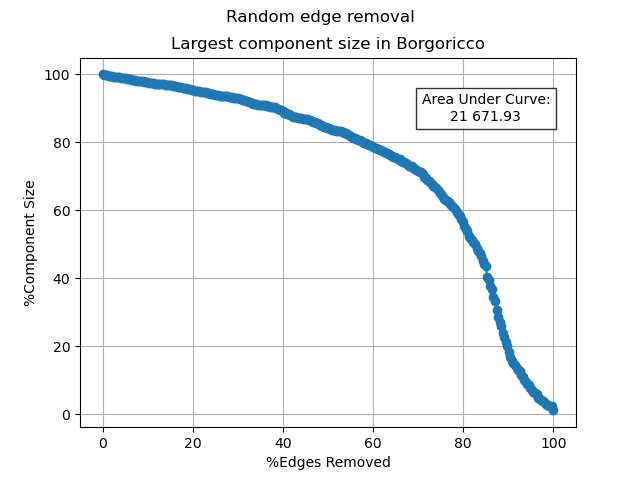 Random edge removal
Largest component size in Borgoricco
Area Under Curve:
21 671.93
100
80
60
40
20
0
%Component Size
0 20 40 60 80 100
%Edges Removed